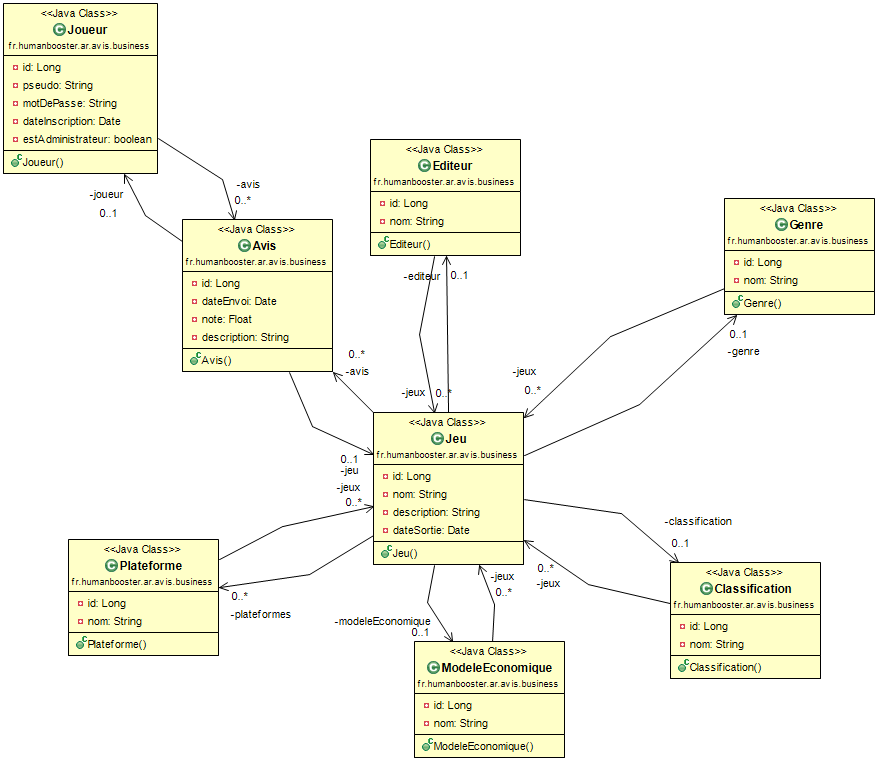 <<Java Class>>
Joueur
fr.humanbooster.ar.avis.business
id: Long
pseudo: String
motDePasse: String
dateInscription: Date
estAdministrateur: boolean
Joueur()
-joueur
0..1
-avis
0..*
<<Java Class>>
Avis
fr.humanbooster.ar.avis.business
id: Long
dateEnvoi: Date
note: Float
description: String
Avis()
<<Java Class>>
Editeur
fr.humanbooster.ar.avis.business
id: Long
nom: String
Editeur()
-editeur
0..1
<<Java Class>>
Genre
fr.humanbooster.ar.avis.business
id: Long
nom: String
Genre()
0..1
-genre
0..*
-avis
-jeux
0..*
-jeux
0..*
<<Java Class>>
Jeu
fr.humanbooster.ar.avis.business
id: Long
nom: String
description: String
dateSortie: Date
Jeu()
0..1
-jeu
-jeux
0..*
-classification
0..1
<<Java Class>>
Plateforme
fr.humanbooster.ar.avis.business
id: Long
nom: String
Plateforme()
0..*
-plateformes
-jeux
0..*
0..*
-jeux
<<Java Class>>
Classification
fr.humanbooster.ar.avis.business
id: Long
nom: String
Classification()
-modeleEconomique
0..1
<<Java Class>>
ModeleEconomique
fr.humanbooster.ar.avis.business
id: Long
nom: String
ModeleEconomique()